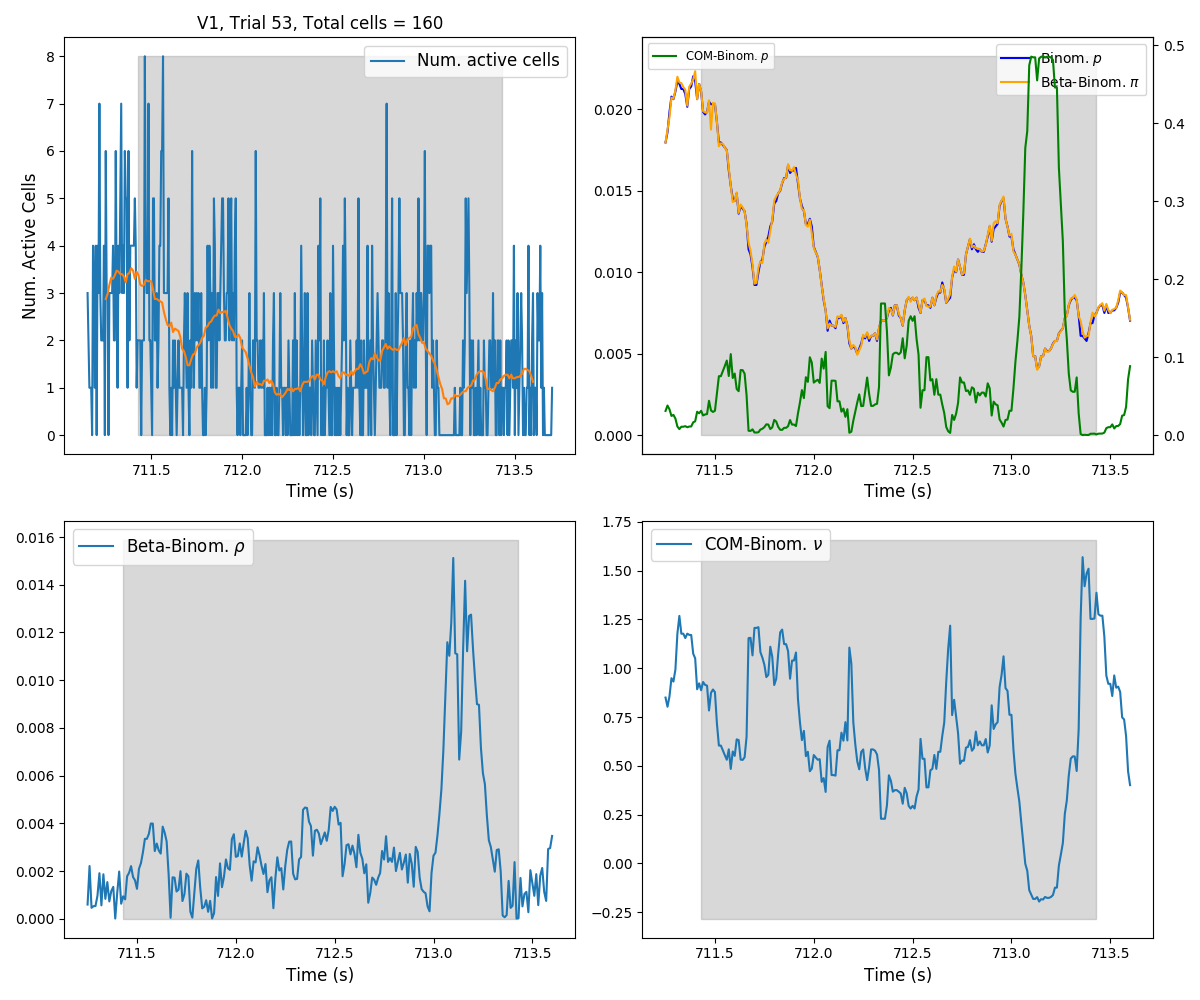 V1, Trial 53, Total cells = 160
Num. active cells
Num. Active Cells
8
7
6
5
4
3
2
1
0
711.5 712.0 712.5 713.0 713.5
Time (s)
COM-Binom. p
Binom. p
Beta-Binom. π
0.020
0.015
0.010
0.005
0.000
0.5
0.4
0.3
0.2
0.1
0.0
711.5 712.0 712.5 713.0 713.5
Time (s)
Beta-Binom. ρ
0.016
0.014
0.012
0.010
0.008
0.006
0.004
0.002
0.000
711.5 712.0 712.5 713.0 713.5
Time (s)
COM-Binom. ν
1.75
1.50
1.25
1.00
0.75
0.50
0.25
0.00
−0.25
711.5 712.0 712.5 713.0 713.5
Time (s)